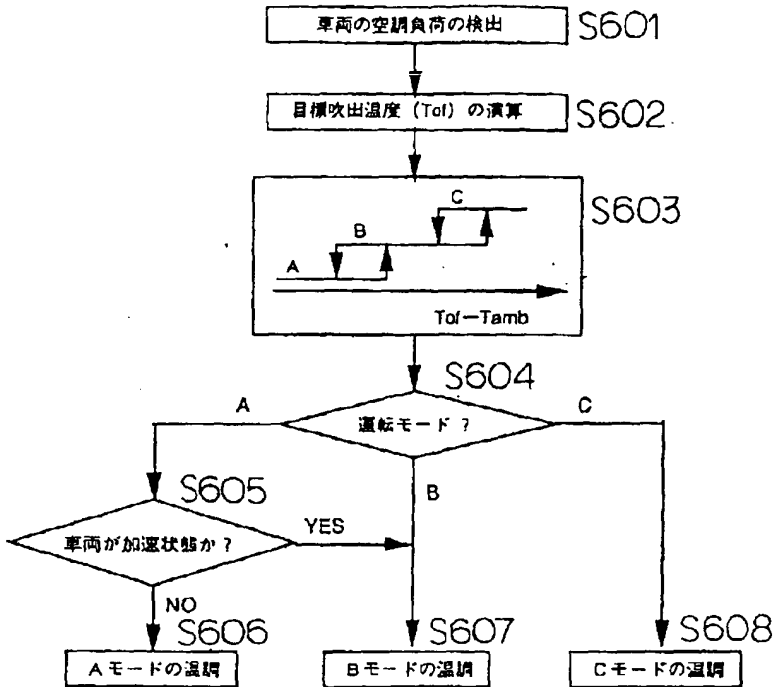 車両の空調負荷の検出 S601
目標吹出温度 (Tof) の演算 S602
S603
C
B
A
Tof-Tamb
S604
A
運転モード?
C
S605
B
車両が加速状態か?
YES
NO
S606
S607
S608
Aモードの温調
Bモードの温調
Cモードの温調